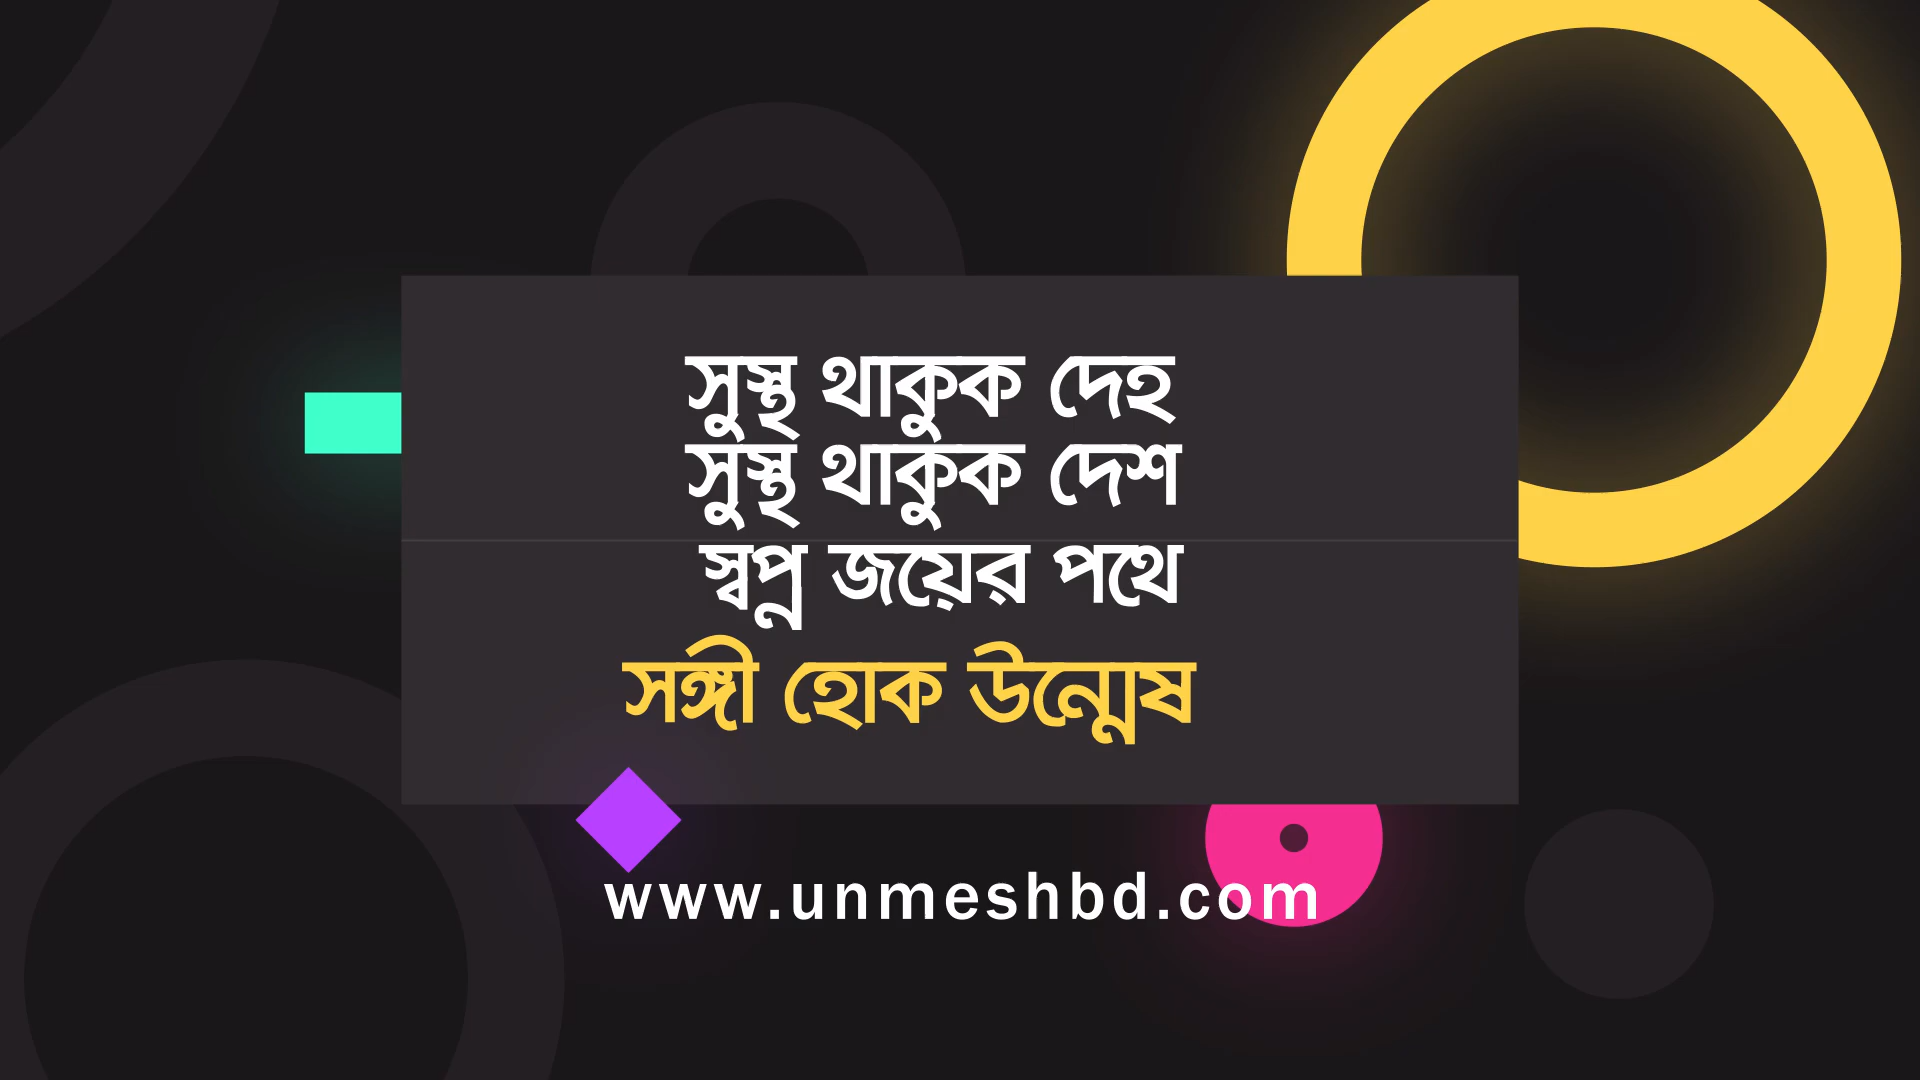 সুস্থ থাকুক দেহ
সুস্থ থাকুক দেশ
স্বপ্ন জয়ের পথে
সঙ্গী হোক উন্মেষ
www.unmeshbd.com